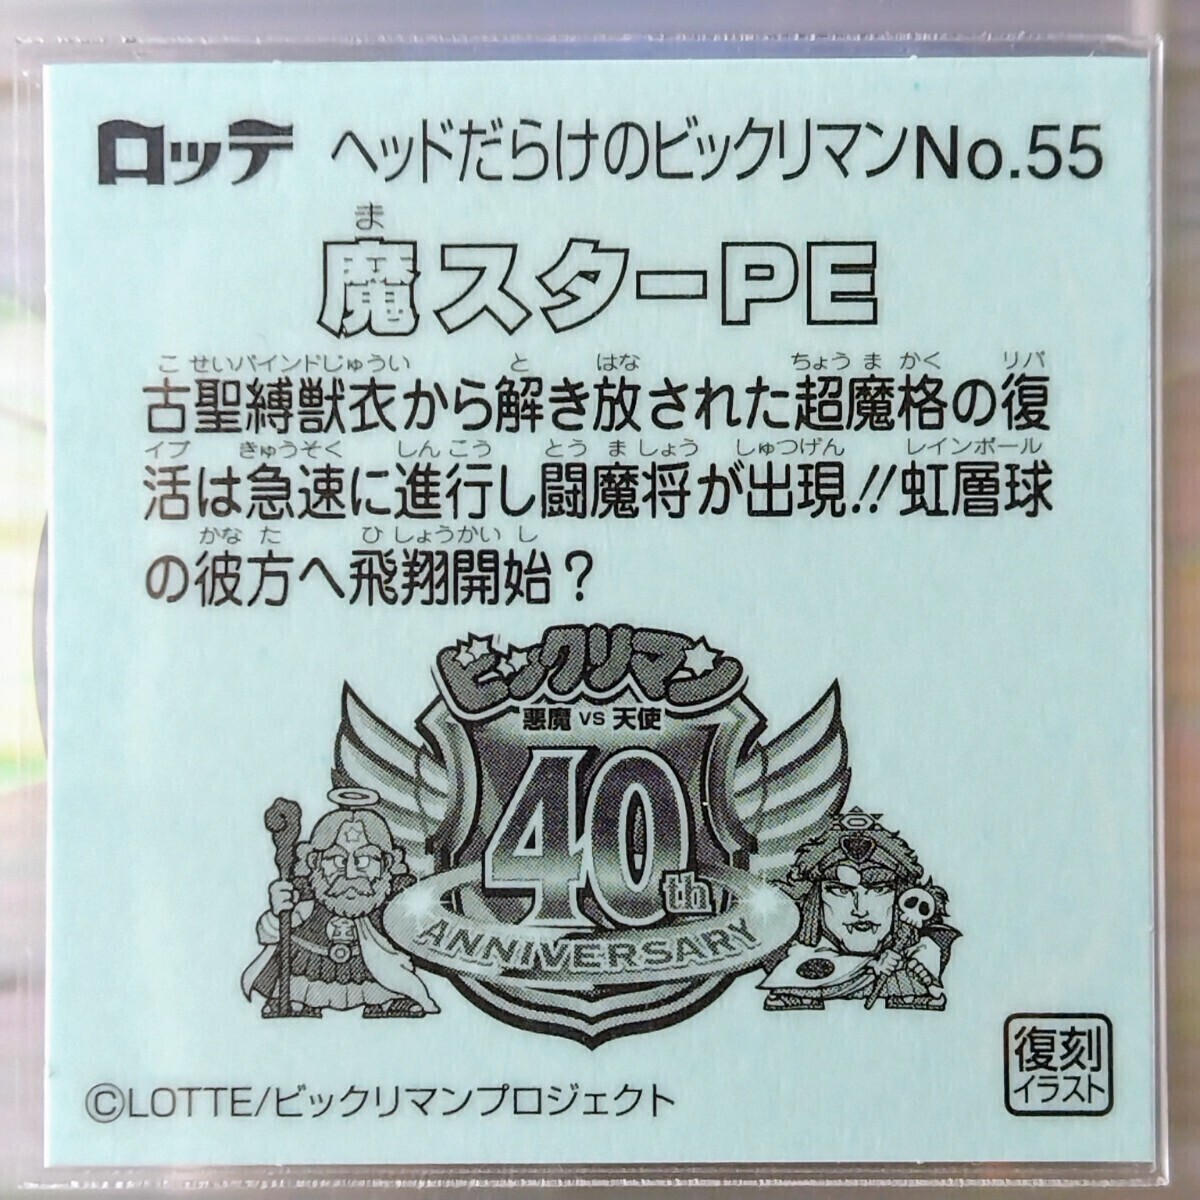 ロッテ ヘッドだらけのビックリマンNo.55
ま
魔スターPE
こ せいバインドじゅうい と はな ちょう ま かく リバ
古聖縛獣衣から解き放された超魔格の復
イブ きゅうそく しん こう とう ま しょう しゅつげん レインボール
活は急速に進行し闘魔将が出現!!虹層球
かな た ひ しょうかい し
の彼方へ飛翔開始？
ビックリマン
悪魔 VS 天使
40th
ANNIVERSARY
復刻
イラスト
©LOTTE/ビックリマンプロジェクト